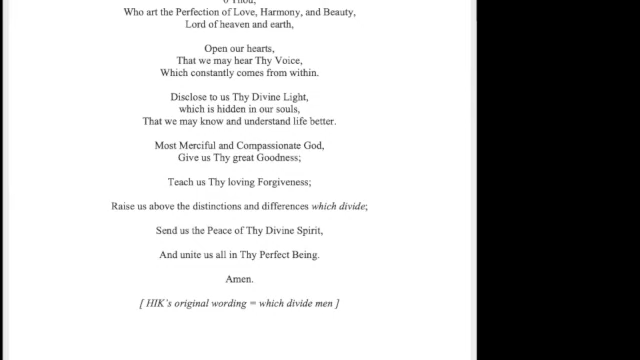 O Thou,
Who art the Perfection of Love, Harmony, and Beauty,
Lord of heaven and earth,
Open our hearts,
That we may hear Thy Voice,
Which constantly comes from within.
Disclose to us Thy Divine Light,
which is hidden in our souls,
That we may know and understand life better.
Most Merciful and Compassionate God,
Give us Thy great Goodness;
Teach us Thy loving Forgiveness;
Raise us above the distinctions and differences which divide;
Send us the Peace of Thy Divine Spirit,
And unite us all in Thy Perfect Being.
Amen.
[ HIK's original wording = which divide men ]